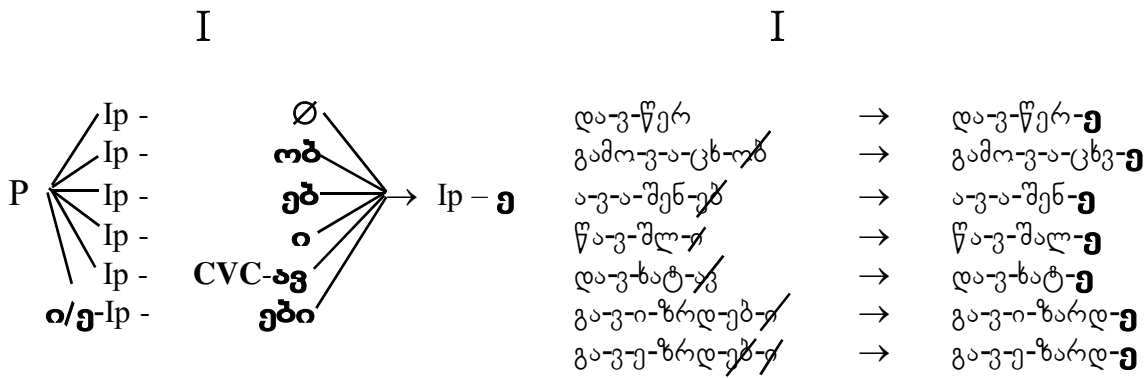 I I
Ip - ∅ და-ვ-წერ → და-ვ-წერ-ე
Ip - ობ გამო-ვ-ა-ცხ-ობ → გამო-ვ-ა-ცხვ-ე
P Ip - ებ → Ip – ე ა-ვ-ა-შენ-ებ → ა-ვ-ა-შენ-ე
Ip - ი წა-ვ-შლ-ი → წა-ვ-შალ-ე
Ip - CVC-ავ და-ვ-ხატ-ავ → და-ვ-ხატ-ე
ი/ე-Ip - ები გა-ვ-ი-ზრდ-ებ-ი → გა-ვ-ი-ზარდ-ე
გა-ვ-ე-ზრდ-ებ-ი → გა-ვ-ე-ზარდ-ე